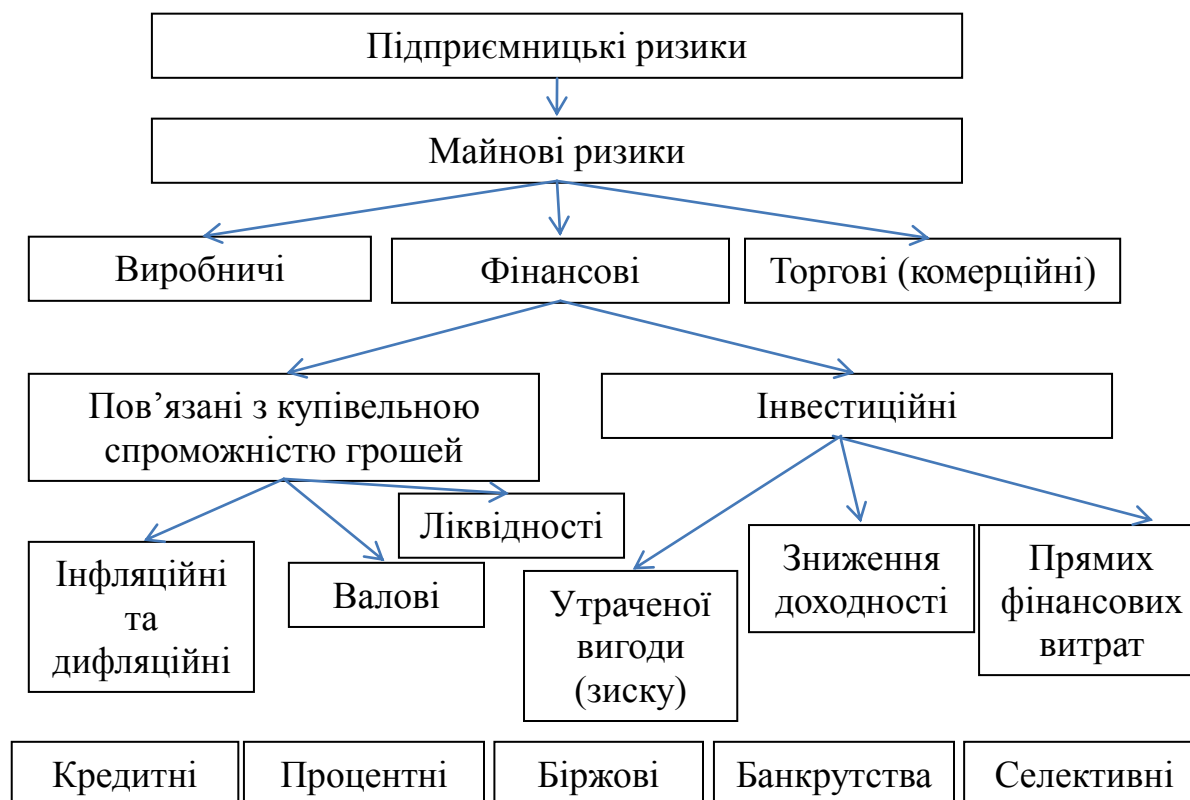 Підприємницькі ризики
Майнові ризики
Виробничі
Фінансові
Торгові (комерційні)
Пов’язані з купівельною
спроможністю грошей
Інвестиційні
Ліквідності
Інфляційні
та
дифляційні
Валові
Утраченої
вигоди
(зиску)
Зниження
доходності
Прямих
фінансових
витрат
Кредитні
Процентні
Біржові
Банкрутства
Селективні